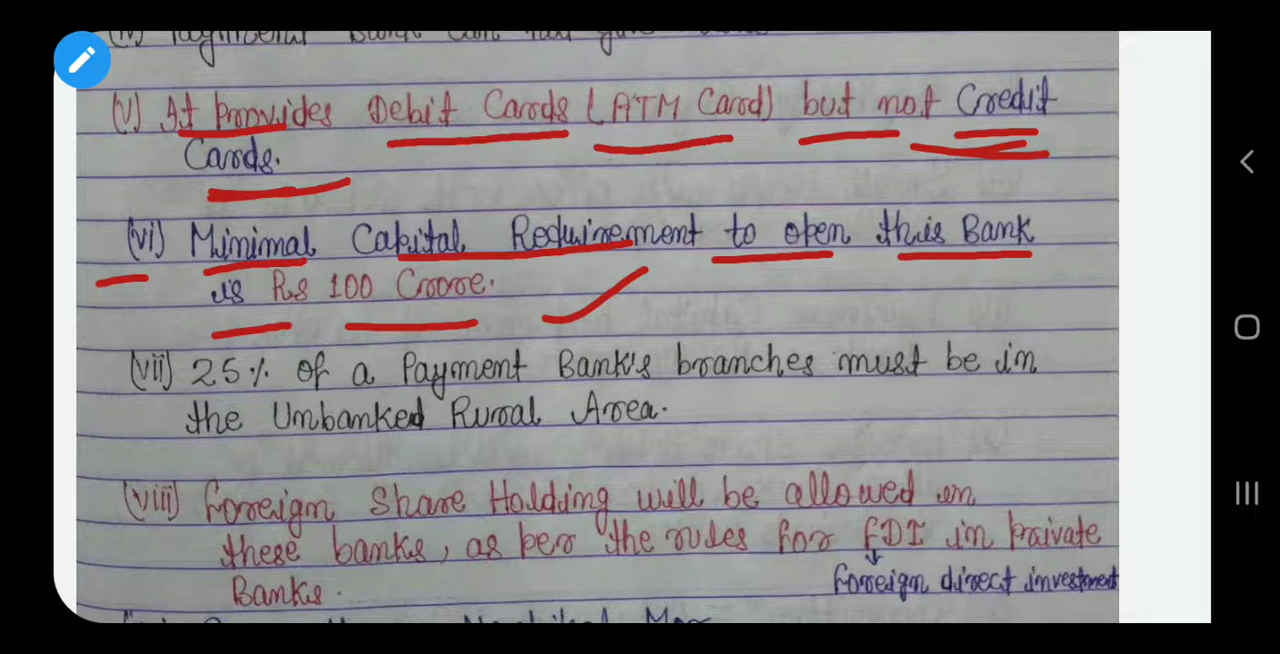 (v) It Provides Debit Cards (ATM Card) but not Credit
Cards.
(vi) Minimal Capital Requirement to open this Bank
is Rs 100 Crore.
(vii) 25% of a Payment Bank's branches must be in
the Unbanked Rural Area.
(viii) Foreign Share Holding will be allowed in
these banks, as per the rules for FDI in Private
Foreign direct investment
Banks.